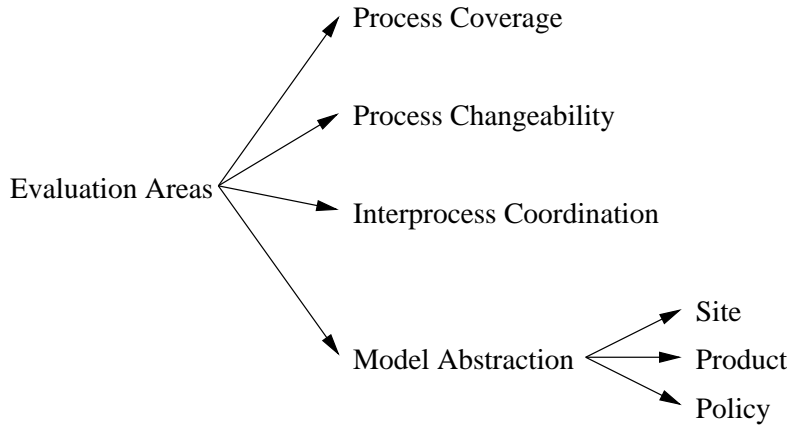 Process Coverage
Process Changeability
Evaluation Areas
Interprocess Coordination
Site
Model Abstraction
Product
Policy